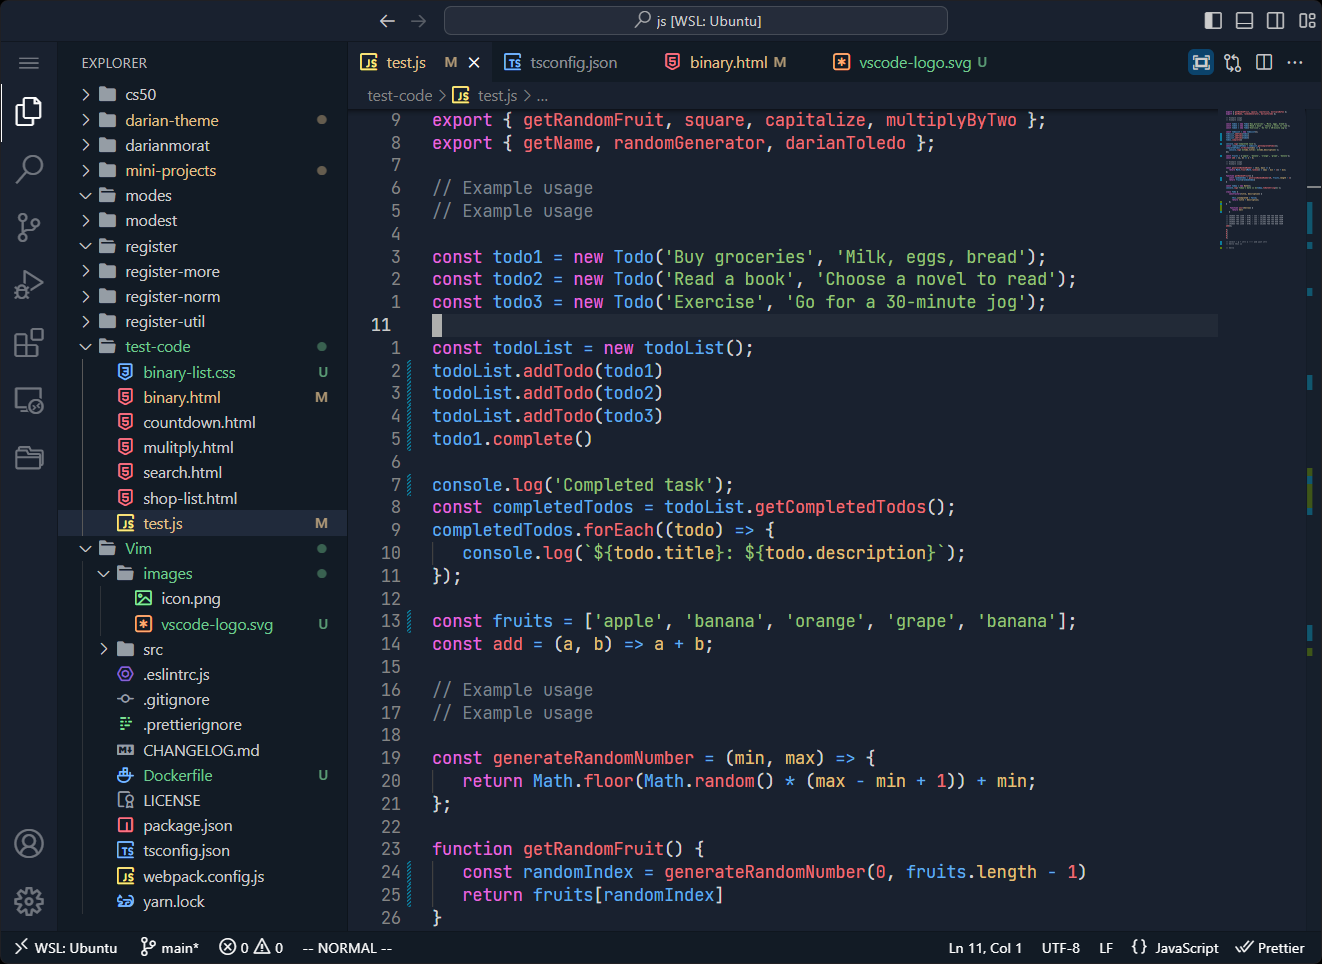 js [WSL: Ubuntu]
EXPLORER
cs50
darian-theme
darianmorat
mini-projects
modes
modest
register
register-more
register-norm
register-util
test-code
binary-list.css U
binary.html M
countdown.html
mulitply.html
search.html
shop-list.html
test.js M
Vim
images
icon.png
vscode-logo.svg U
src
.eslintrc.js
.gitignore
.prettierignore
CHANGELOG.md
Dockerfile U
LICENSE
package.json
tsconfig.json
webpack.config.js
yarn.lock
JS test.js M TS tsconfig.json binary.html M vscode-logo.svg U
test-code > JS test.js > ...
9 export { getRandomFruit, square, capitalize, multiplyByTwo };
8 export { getName, randomGenerator, darianToledo };
7
6 // Example usage
5 // Example usage
4
3 const todo1 = new Todo('Buy groceries', 'Milk, eggs, bread');
2 const todo2 = new Todo('Read a book', 'Choose a novel to read');
1 const todo3 = new Todo('Exercise', 'Go for a 30-minute jog');
11
1 const todoList = new todoList();
2 todoList.addTodo(todo1)
3 todoList.addTodo(todo2)
4 todoList.addTodo(todo3)
5 todo1.complete()
6
7 console.log('Completed task');
8 const completedTodos = todoList.getCompletedTodos();
9 completedTodos.forEach((todo) => {
10 console.log(`${todo.title}: ${todo.description}`);
11 });
12
13 const fruits = ['apple', 'banana', 'orange', 'grape', 'banana'];
14 const add = (a, b) => a + b;
15
16 // Example usage
17 // Example usage
18
19 const generateRandomNumber = (min, max) => {
20 return Math.floor(Math.random() * (max - min + 1)) + min;
21 };
22
23 function getRandomFruit() {
24 const randomIndex = generateRandomNumber(0, fruits.length - 1)
25 return fruits[randomIndex]
26 }
WSL: Ubuntu main* 0 0 -- NORMAL -- Ln 11, Col 1 UTF-8 LF {} JavaScript Prettier